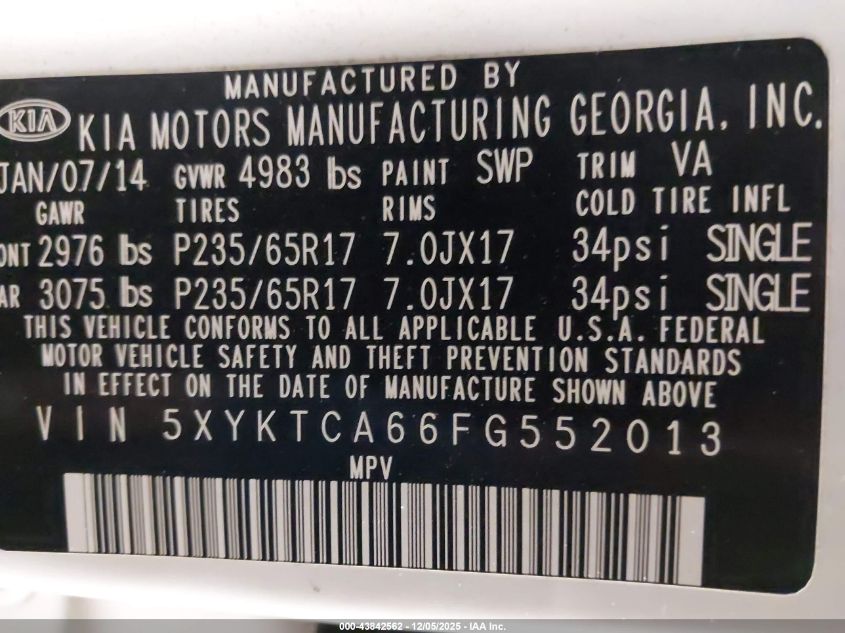 MANUFACTURED BY
KIA KIA MOTORS MANUFACTURING GEORGIA, INC.
JAN/07/14 GVWR 4983 lbs PAINT SWP TRIM VA
GAWR TIRES RIMS COLD TIRE INFL
ONT 2976 lbs P235/65R17 7.0JX17 34psi SINGLE
AR 3075 lbs P235/65R17 7.0JX17 34psi SINGLE
THIS VEHICLE CONFORMS TO ALL APPLICABLE U.S.A. FEDERAL
MOTOR VEHICLE SAFETY AND THEFT PREVENTION STANDARDS
IN EFFECT ON THE DATE OF MANUFACTURE SHOWN ABOVE
VIN 5XYKTCA66FG552013
MPV
000-43842562 - 12/05/2025 - IAA Inc.